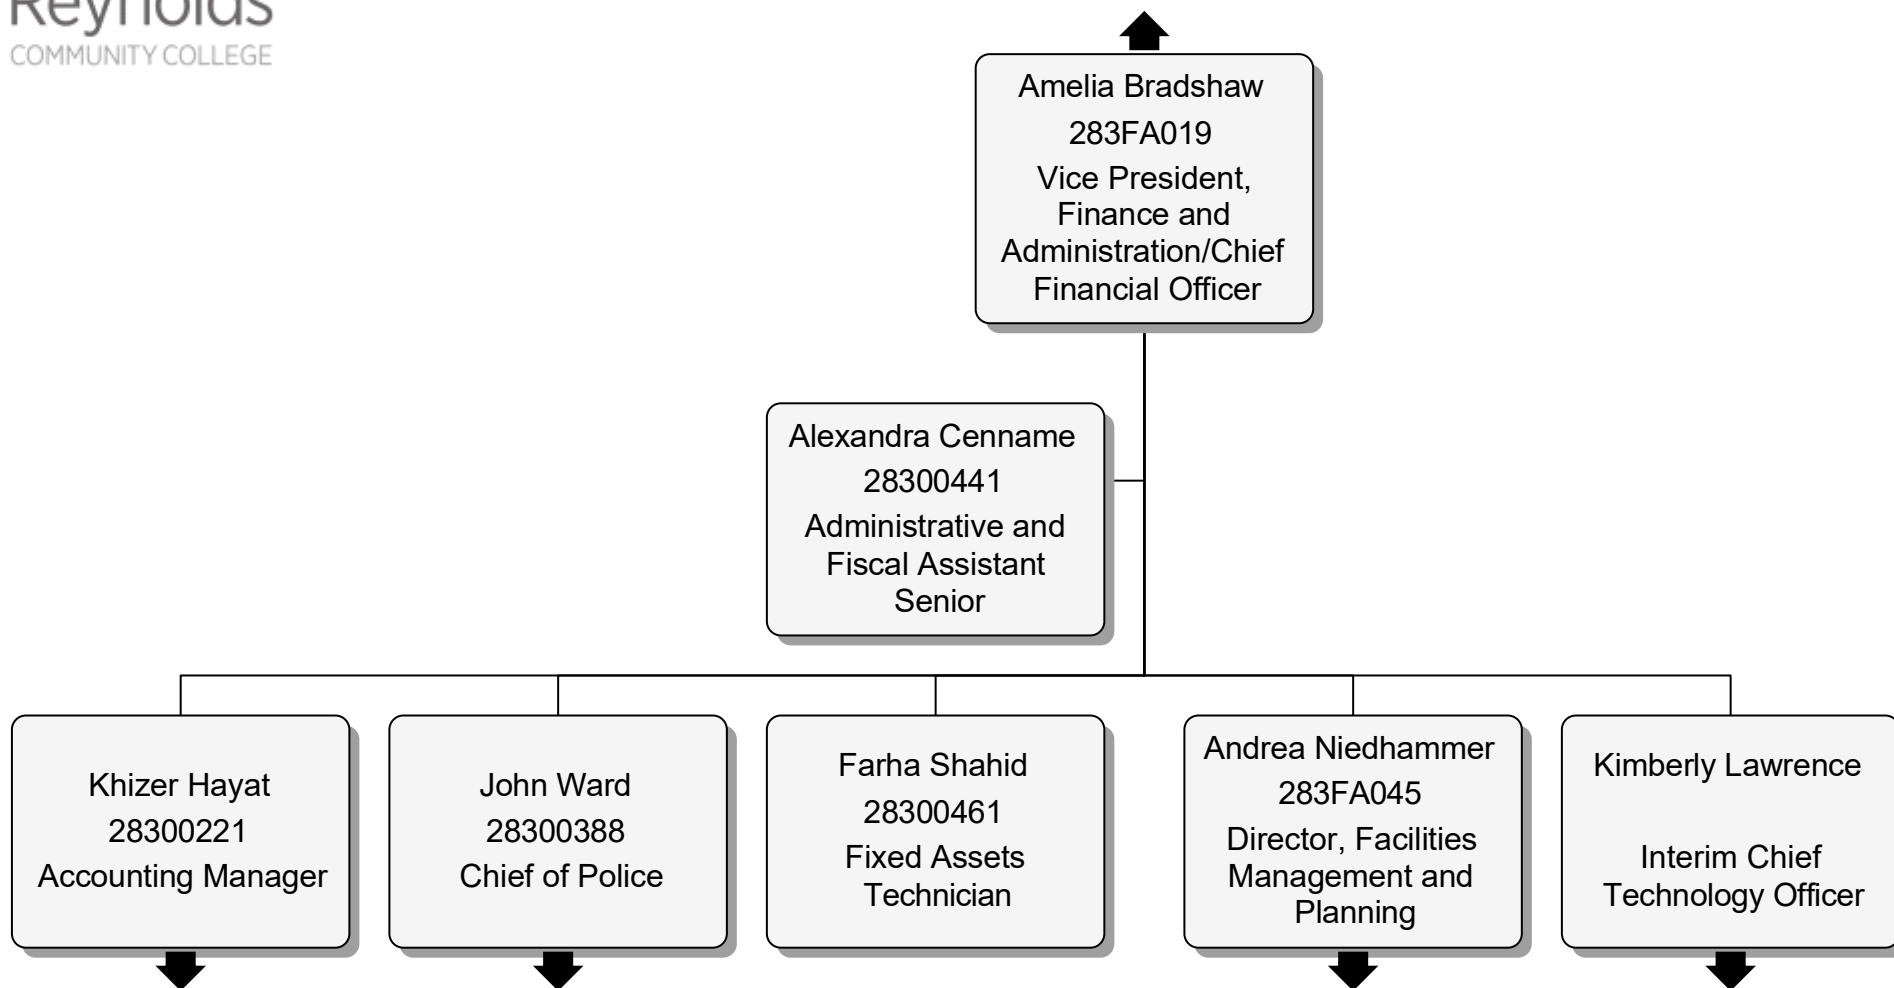 Reynolds
COMMUNITY COLLEGE
Amelia Bradshaw
283FA019
Vice President,
Finance and
Administration/Chief
Financial Officer
Alexandra Cenname
28300441
Administrative and
Fiscal Assistant
Senior
Khizer Hayat
28300221
Accounting Manager
John Ward
28300388
Chief of Police
Farha Shahid
28300461
Fixed Assets
Technician
Andrea Niedhammer
283FA045
Director, Facilities
Management and
Planning
Kimberly Lawrence
Interim Chief
Technology Officer